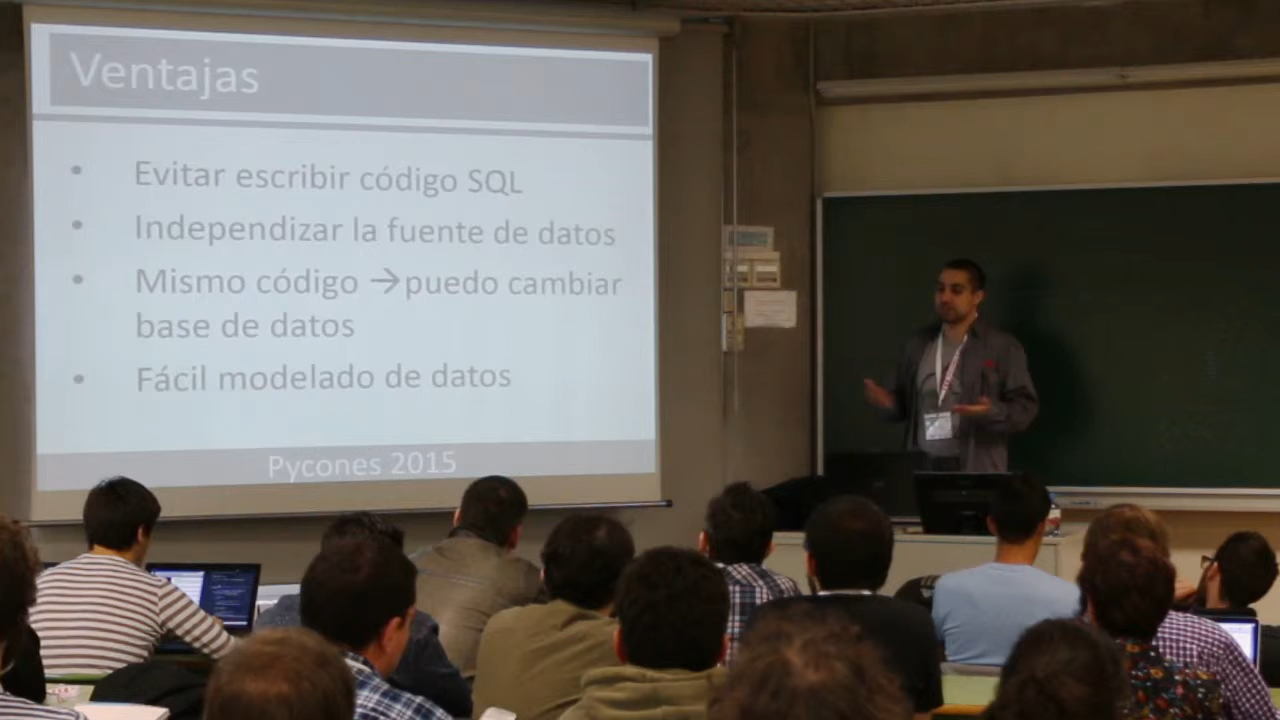 Ventajas
• Evitar escribir código SQL
• Independizar la fuente de datos
• Mismo código →puedo cambiar
base de datos
• Fácil modelado de datos
Pycones 2015